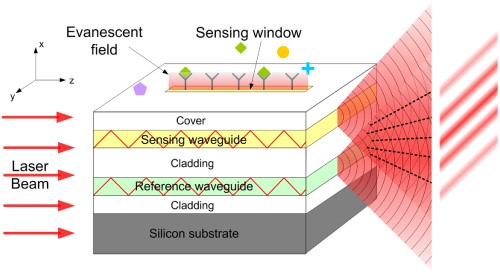 Evanescent
field
Sensing window
x
z
y
Cover
Sensing waveguide
Cladding
Laser
Beam
Reference waveguide
Cladding
Silicon substrate